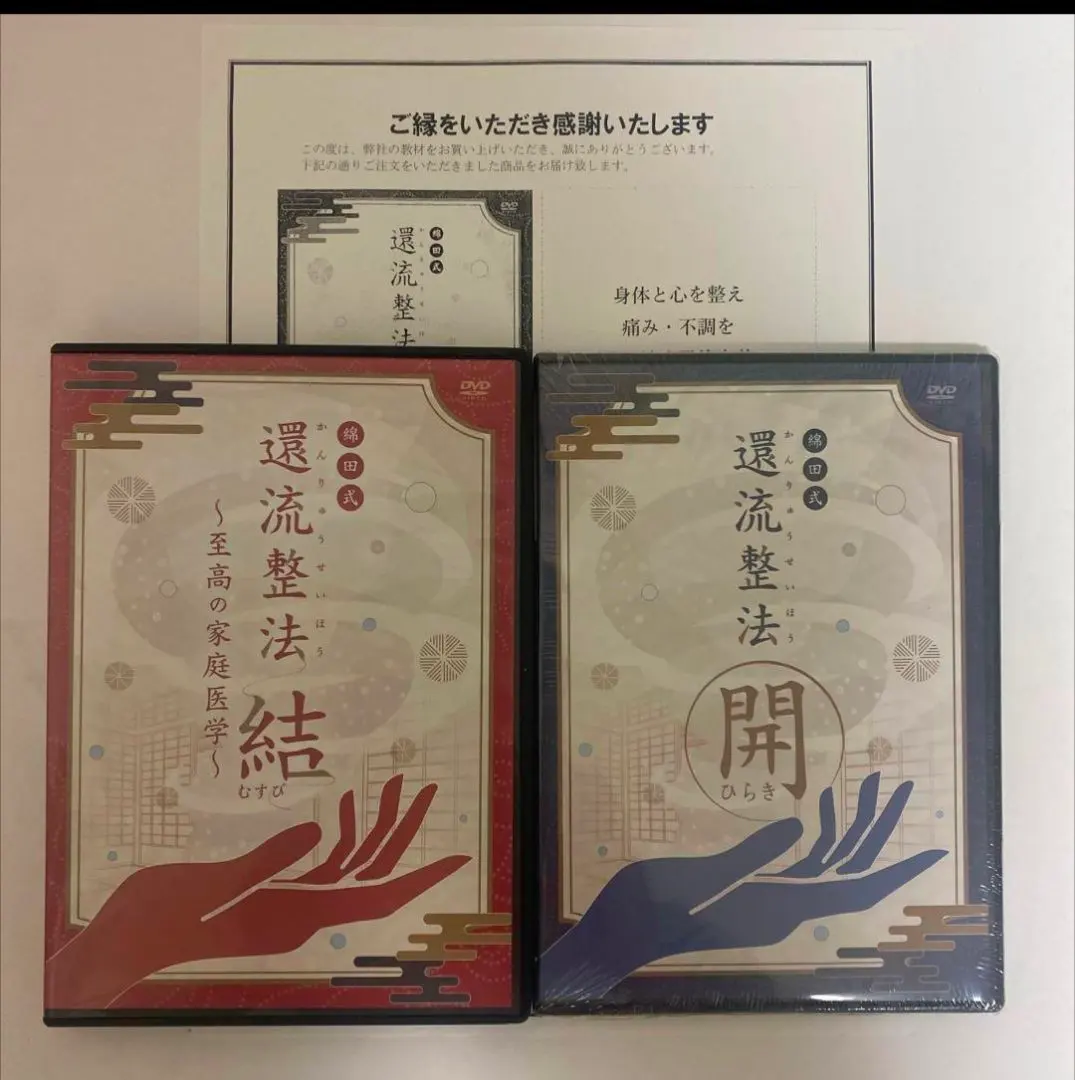 ご縁をいただき感謝いたします
この度は、弊社の教材をお買い上げいただき、誠にありがとうございます。
下記の通りご注文をいただきました商品をお届け致します。
DVD
綿田式
還流整法
身体と心を整え
痛み・不調を
DVD
VIDEO
綿田式
還流整法
かんりゅうせいほう
～至高の家庭医学～
結
むすび
DVD
VIDEO
綿田式
還流整法
かんりゅうせいほう
開
ひらき